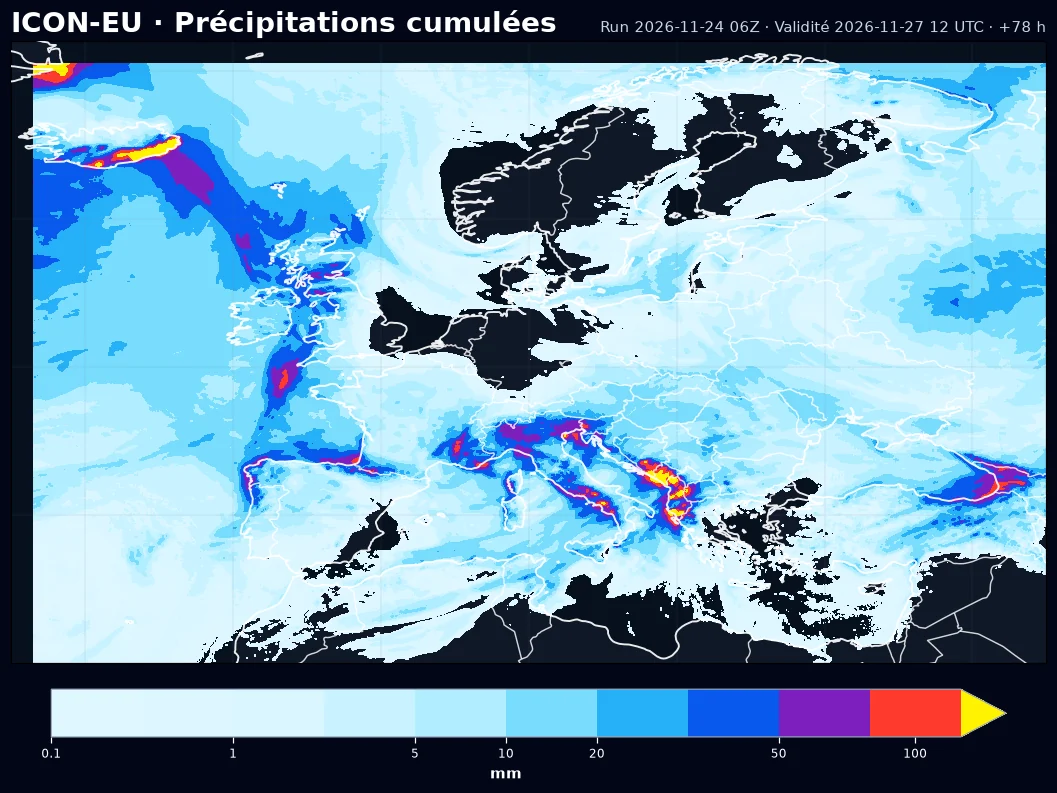 ICON-EU · Précipitations cumulées
Run 2026-11-24 06Z · Validité 2026-11-27 12 UTC · +78 h
0.1 1 5 10 20 50 100
mm